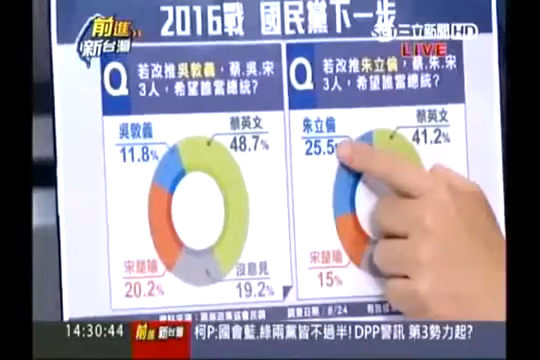 前進新台灣
2016戰 國民黨下一步
三立新聞HD
LIVE
Q
若改推吳敦義, 蔡.吳.宋
3人, 希望誰當總統?
吳敦義
11.8%
蔡英文
48.7%
宋楚瑜
20.2%
沒意見
19.2%
Q
若改推朱立倫, 蔡.朱.宋
3人, 希望誰當總統?
朱立倫
25.5
蔡英文
41.2%
宋楚瑜
15%
8/24
14:30:44 前進新台灣 柯P:國會藍.綠兩黨皆不過半!DPP警訊 第3勢力起?